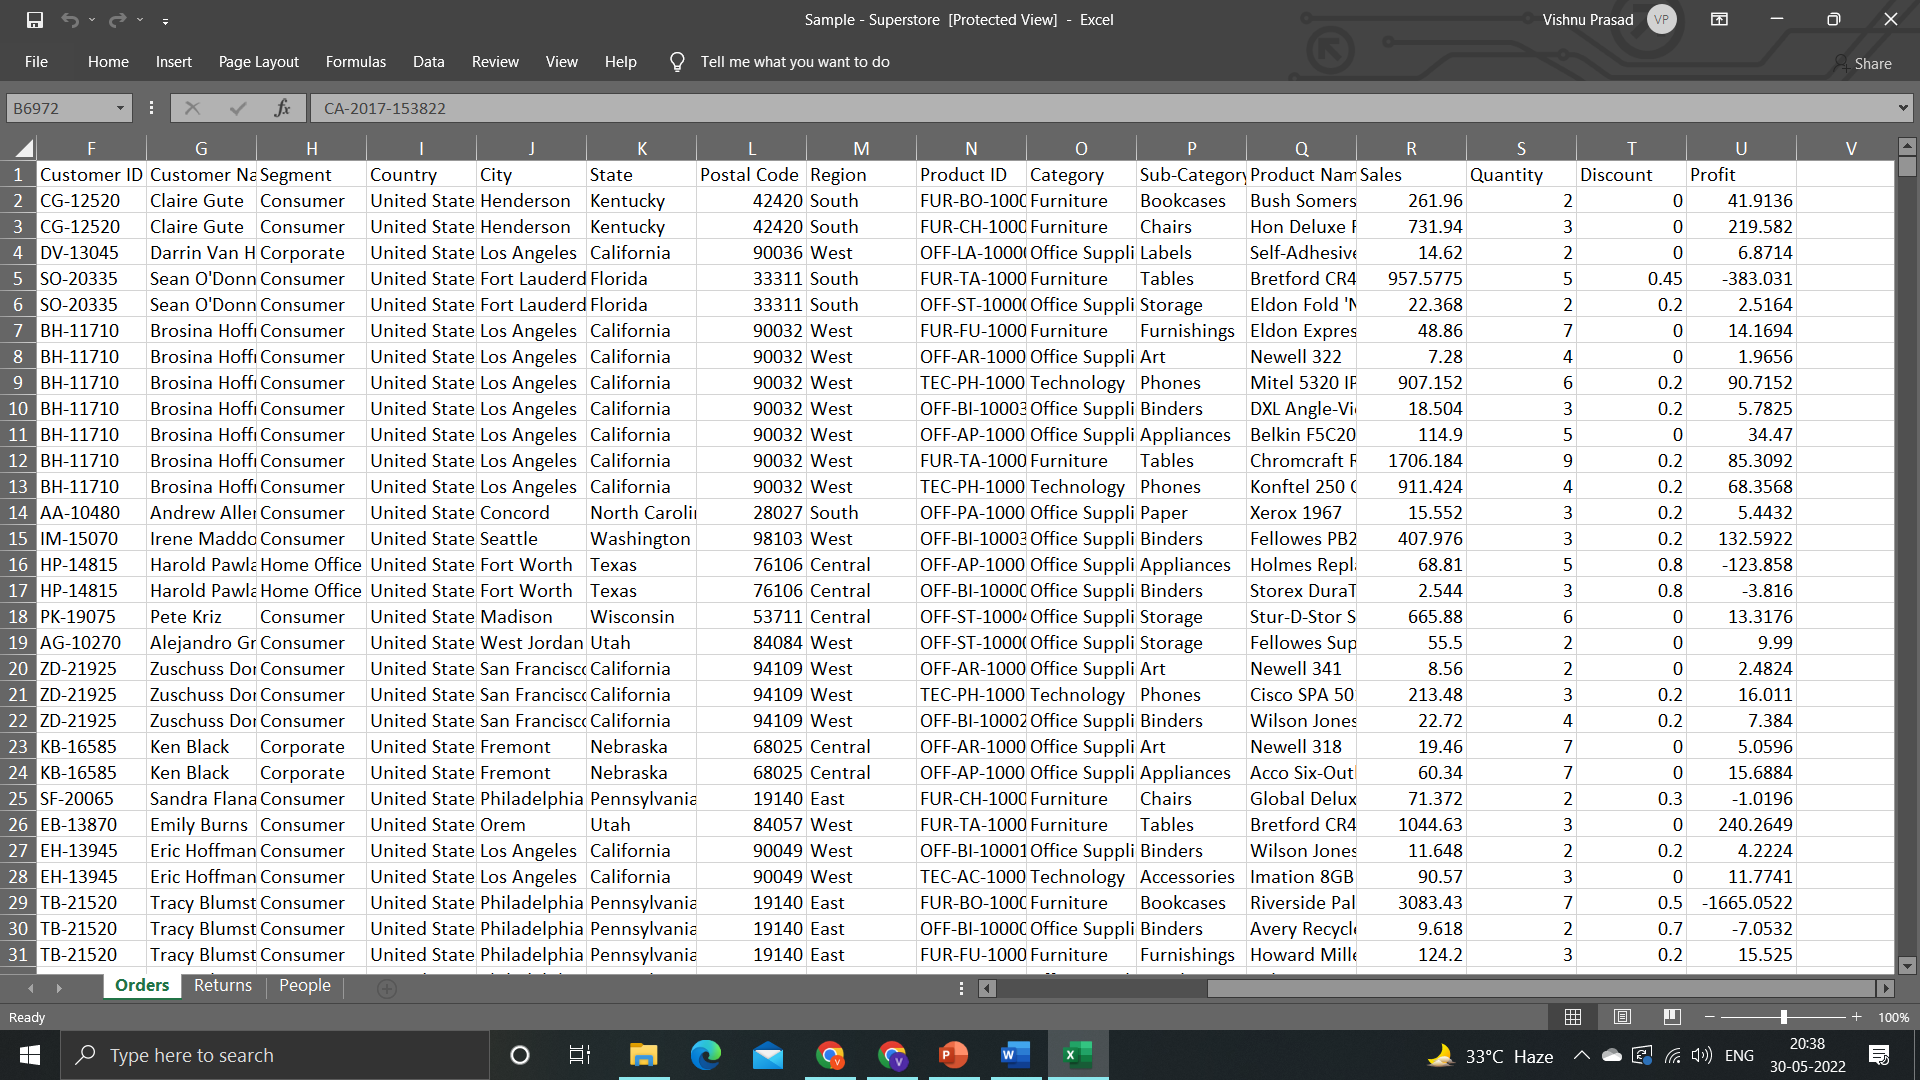 Sample - Superstore [Protected View] - Excel
Vishnu Prasad VP
File Home Insert Page Layout Formulas Data Review View Help Tell me what you want to do Share
B6972 fx CA-2017-153822
F G H I J K L M N O P Q R S T U V
1 Customer ID Customer Na Segment Country City State Postal Code Region Product ID Category Sub-Category Product Nam Sales Quantity Discount Profit
2 CG-12520 Claire Gute Consumer United State Henderson Kentucky 42420 South FUR-BO-1000 Furniture Bookcases Bush Somers 261.96 2 0 41.9136
3 CG-12520 Claire Gute Consumer United State Henderson Kentucky 42420 South FUR-CH-1000 Furniture Chairs Hon Deluxe F 731.94 3 0 219.582
4 DV-13045 Darrin Van H Corporate United State Los Angeles California 90036 West OFF-LA-1000 Office Suppli Labels Self-Adhesive 14.62 2 0 6.8714
5 SO-20335 Sean O'Donn Consumer United State Fort Lauderd Florida 33311 South FUR-TA-1000 Furniture Tables Bretford CR4 957.5775 5 0.45 -383.031
6 SO-20335 Sean O'Donn Consumer United State Fort Lauderd Florida 33311 South OFF-ST-1000 Office Suppli Storage Eldon Fold 'N 22.368 2 0.2 2.5164
7 BH-11710 Brosina Hoff Consumer United State Los Angeles California 90032 West FUR-FU-1000 Furniture Furnishings Eldon Expres 48.86 7 0 14.1694
8 BH-11710 Brosina Hoff Consumer United State Los Angeles California 90032 West OFF-AR-1000 Office Suppli Art Newell 322 7.28 4 0 1.9656
9 BH-11710 Brosina Hoff Consumer United State Los Angeles California 90032 West TEC-PH-1000 Technology Phones Mitel 5320 IP 907.152 6 0.2 90.7152
10 BH-11710 Brosina Hoff Consumer United State Los Angeles California 90032 West OFF-BI-10003 Office Suppli Binders DXL Angle-Vi 18.504 3 0.2 5.7825
11 BH-11710 Brosina Hoff Consumer United State Los Angeles California 90032 West OFF-AP-1000 Office Suppli Appliances Belkin F5C20 114.9 5 0 34.47
12 BH-11710 Brosina Hoff Consumer United State Los Angeles California 90032 West FUR-TA-1000 Furniture Tables Chromcraft R 1706.184 9 0.2 85.3092
13 BH-11710 Brosina Hoff Consumer United State Los Angeles California 90032 West TEC-PH-1000 Technology Phones Konftel 250 C 911.424 4 0.2 68.3568
14 AA-10480 Andrew Aller Consumer United State Concord North Caroli 28027 South OFF-PA-1000 Office Suppli Paper Xerox 1967 15.552 3 0.2 5.4432
15 IM-15070 Irene Maddo Consumer United State Seattle Washington 98103 West OFF-BI-10003 Office Suppli Binders Fellowes PB2 407.976 3 0.2 132.5922
16 HP-14815 Harold Pawla Home Office United State Fort Worth Texas 76106 Central OFF-AP-1000 Office Suppli Appliances Holmes Repl 68.81 5 0.8 -123.858
17 HP-14815 Harold Pawla Home Office United State Fort Worth Texas 76106 Central OFF-BI-1000 Office Suppli Binders Storex DuraT 2.544 3 0.8 -3.816
18 PK-19075 Pete Kriz Consumer United State Madison Wisconsin 53711 Central OFF-ST-1000 Office Suppli Storage Stur-D-Stor S 665.88 6 0 13.3176
19 AG-10270 Alejandro Gr Consumer United State West Jordan Utah 84084 West OFF-ST-1000 Office Suppli Storage Fellowes Sup 55.5 2 0 9.99
20 ZD-21925 Zuschuss Dor Consumer United State San Francisco California 94109 West OFF-AR-1000 Office Suppli Art Newell 341 8.56 2 0 2.4824
21 ZD-21925 Zuschuss Dor Consumer United State San Francisco California 94109 West TEC-PH-1000 Technology Phones Cisco SPA 50 213.48 3 0.2 16.011
22 ZD-21925 Zuschuss Dor Consumer United State San Francisco California 94109 West OFF-BI-10002 Office Suppli Binders Wilson Jones 22.72 4 0.2 7.384
23 KB-16585 Ken Black Corporate United State Fremont Nebraska 68025 Central OFF-AR-1000 Office Suppli Art Newell 318 19.46 7 0 5.0596
24 KB-16585 Ken Black Corporate United State Fremont Nebraska 68025 Central OFF-AP-1000 Office Suppli Appliances Acco Six-Out 60.34 7 0 15.6884
25 SF-20065 Sandra Flana Consumer United State Philadelphia Pennsylvania 19140 East FUR-CH-1000 Furniture Chairs Global Delux 71.372 2 0.3 -1.0196
26 EB-13870 Emily Burns Consumer United State Orem Utah 84057 West FUR-TA-1000 Furniture Tables Bretford CR4 1044.63 3 0 240.2649
27 EH-13945 Eric Hoffman Consumer United State Los Angeles California 90049 West OFF-BI-10001 Office Suppli Binders Wilson Jones 11.648 2 0.2 4.2224
28 EH-13945 Eric Hoffman Consumer United State Los Angeles California 90049 West TEC-AC-1000 Technology Accessories Imation 8GB 90.57 3 0 11.7741
29 TB-21520 Tracy Blumst Consumer United State Philadelphia Pennsylvania 19140 East FUR-BO-1000 Furniture Bookcases Riverside Pal 3083.43 7 0.5 -1665.0522
30 TB-21520 Tracy Blumst Consumer United State Philadelphia Pennsylvania 19140 East OFF-BI-1000 Office Suppli Binders Avery Recycle 9.618 2 0.7 -7.0532
31 TB-21520 Tracy Blumst Consumer United State Philadelphia Pennsylvania 19140 East FUR-FU-1000 Furniture Furnishings Howard Mille 124.2 3 0.2 15.525
Orders Returns People
Ready 100%
Type here to search 33°C Haze ENG 20:38
30-05-2022